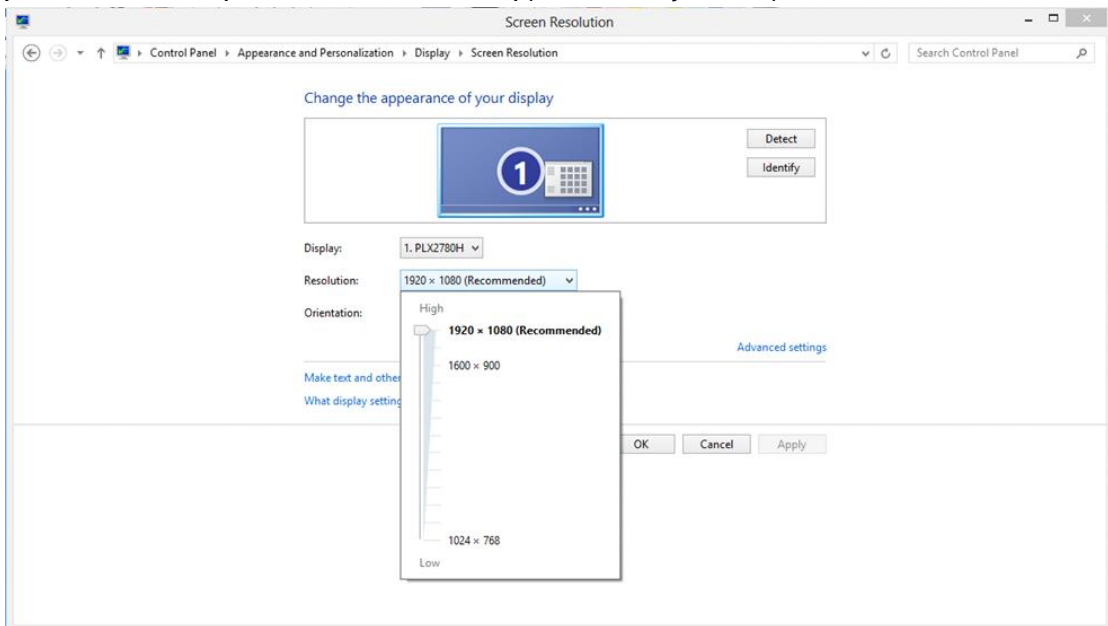 Screen Resolution
Control Panel Appearance and Personalization Display Screen Resolution
Search Control Panel
Change the appearance of your display
1
Detect
Identify
Display: 1. PLX2780H
Resolution: 1920 × 1080 (Recommended)
Orientation:
High
1920 × 1080 (Recommended)
1600 × 900
1024 × 768
Low
Advanced settings
Make text and othe
What display setting
OK Cancel Apply